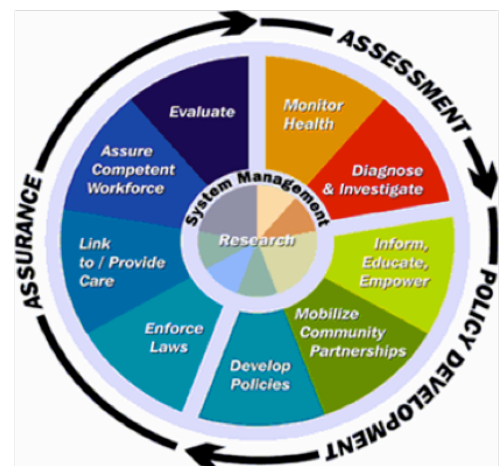 ASSESSMENT
POLICY DEVELOPMENT
ASSURANCE
Monitor
Health
Diagnose
& Investigate
Inform,
Educate,
Empower
Mobilize
Community
Partnerships
Develop
Policies
Enforce
Laws
Link
to / Provide
Care
Assure
Competent
Workforce
Evaluate
System Management
Research